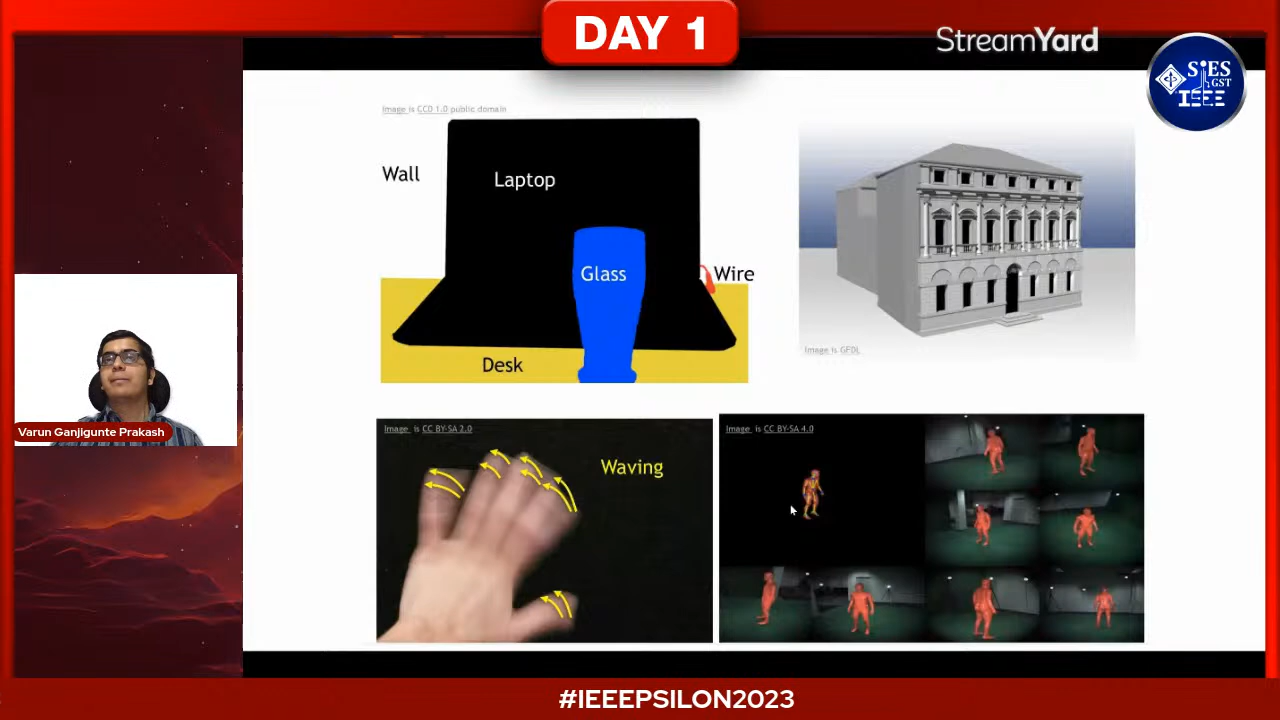 DAY 1
StreamYard
SIES
GST
IEEE
Image is CC0 1.0 public domain
Wall
Laptop
Glass
Wire
Desk
Image is GFDL
Varun Ganjigunte Prakash
Image is CC BY-SA 2.0
Waving
Image is CC BY-SA 4.0
#IEEEPSILON2023